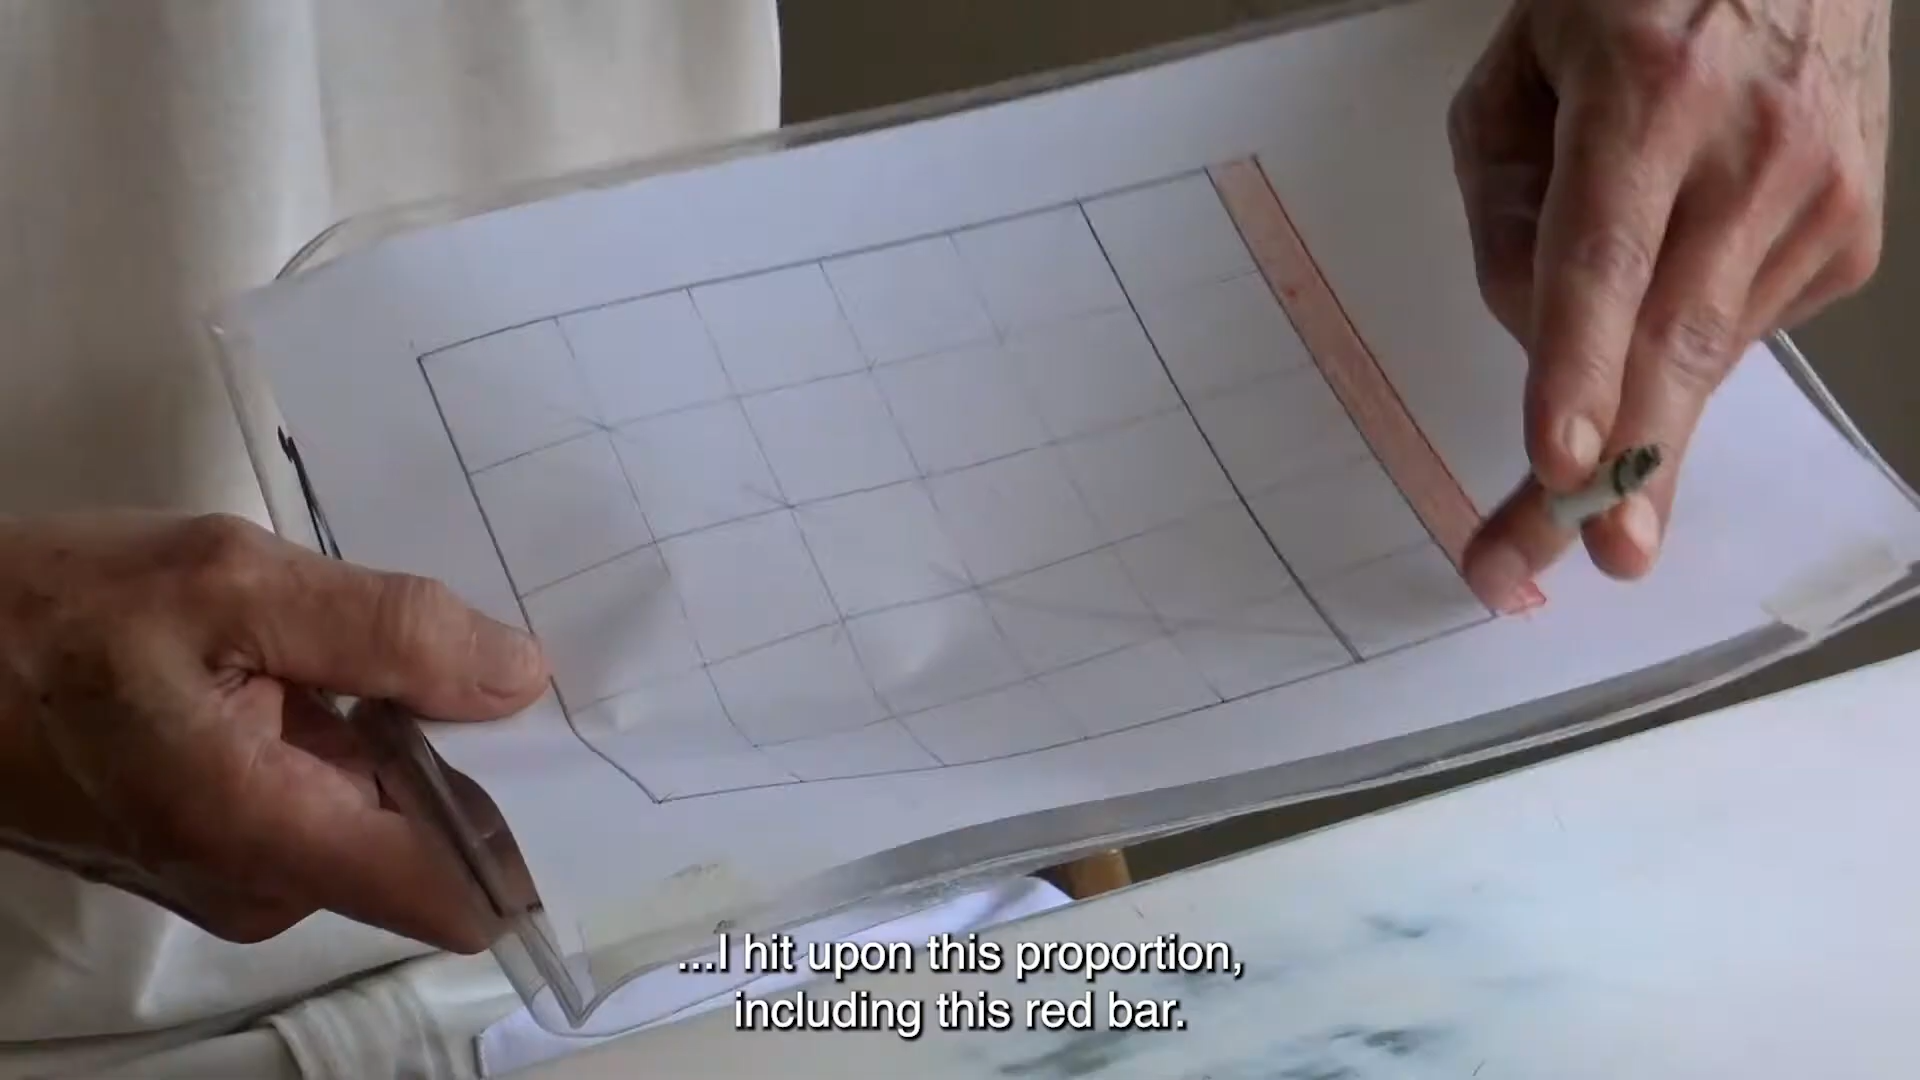 ...I hit upon this proportion,
including this red bar.